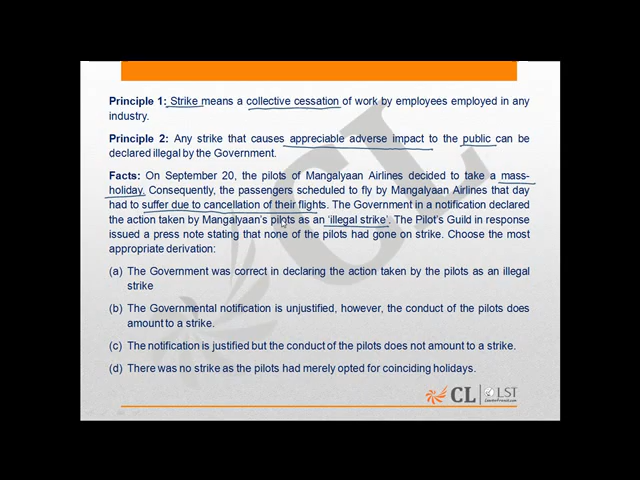 Principle 1: Strike means a collective cessation of work by employees employed in any
industry.
Principle 2: Any strike that causes appreciable adverse impact to the public can be
declared illegal by the Government.
Facts: On September 20, the pilots of Mangalyaan Airlines decided to take a mass-
holiday. Consequently, the passengers scheduled to fly by Mangalyaan Airlines that day
had to suffer due to cancellation of their flights. The Government in a notification declared
the action taken by Mangalyaan's pilots as an 'illegal strike'. The Pilot's Guild in response
issued a press note stating that none of the pilots had gone on strike. Choose the most
appropriate derivation:
(a) The Government was correct in declaring the action taken by the pilots as an illegal
strike
(b) The Governmental notification is unjustified, however, the conduct of the pilots does
amount to a strike.
(c) The notification is justified but the conduct of the pilots does not amount to a strike.
(d) There was no strike as the pilots had merely opted for coinciding holidays.
CL LST